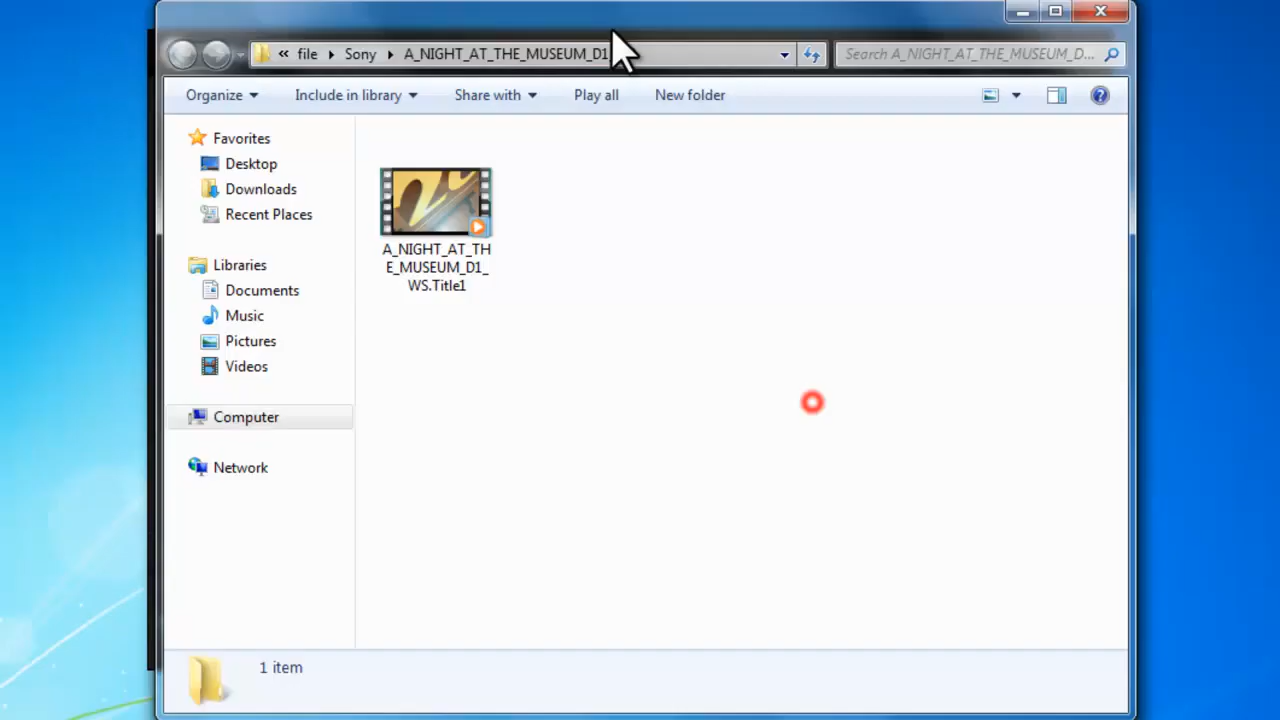 « file Sony A_NIGHT_AT_THE_MUSEUM_D1
Search A_NIGHT_AT_THE_MUSEUM_D...
Organize Include in library Share with Play all New folder
Favorites
Desktop
Downloads
Recent Places
Libraries
Documents
Music
Pictures
Videos
Computer
Network
A_NIGHT_AT_TH
E_MUSEUM_D1_
WS.Title1
1 item